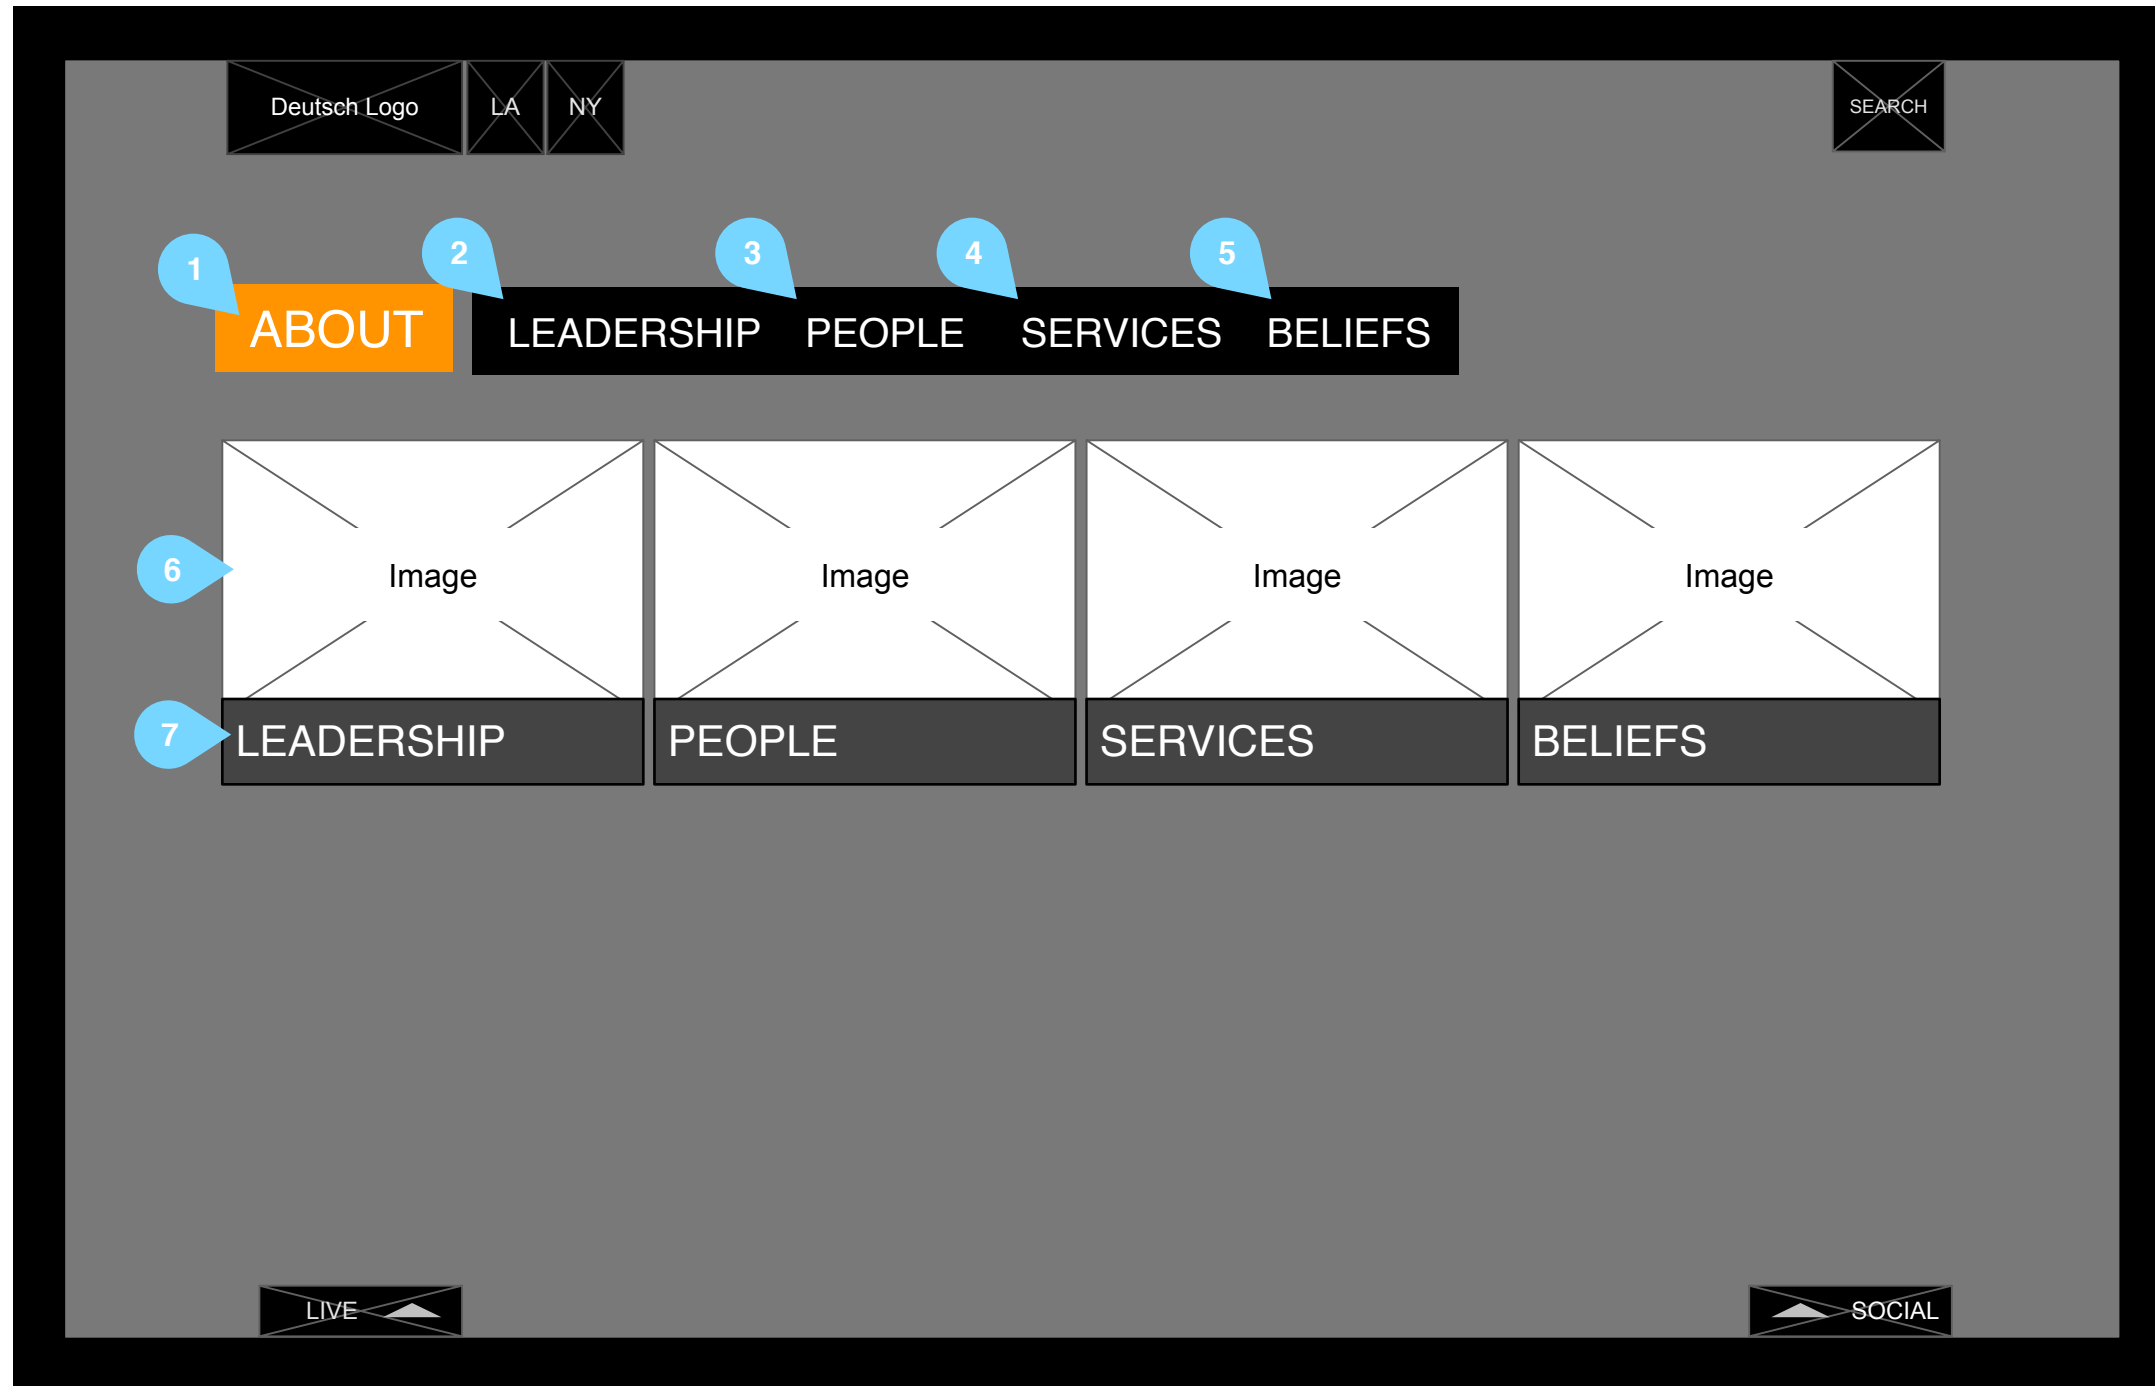 Deutsch Logo LA NY SEARCH
1 2 3 4 5
ABOUT LEADERSHIP PEOPLE SERVICES BELIEFS
6 Image Image Image Image
7 LEADERSHIP PEOPLE SERVICES BELIEFS
LIVE SOCIAL